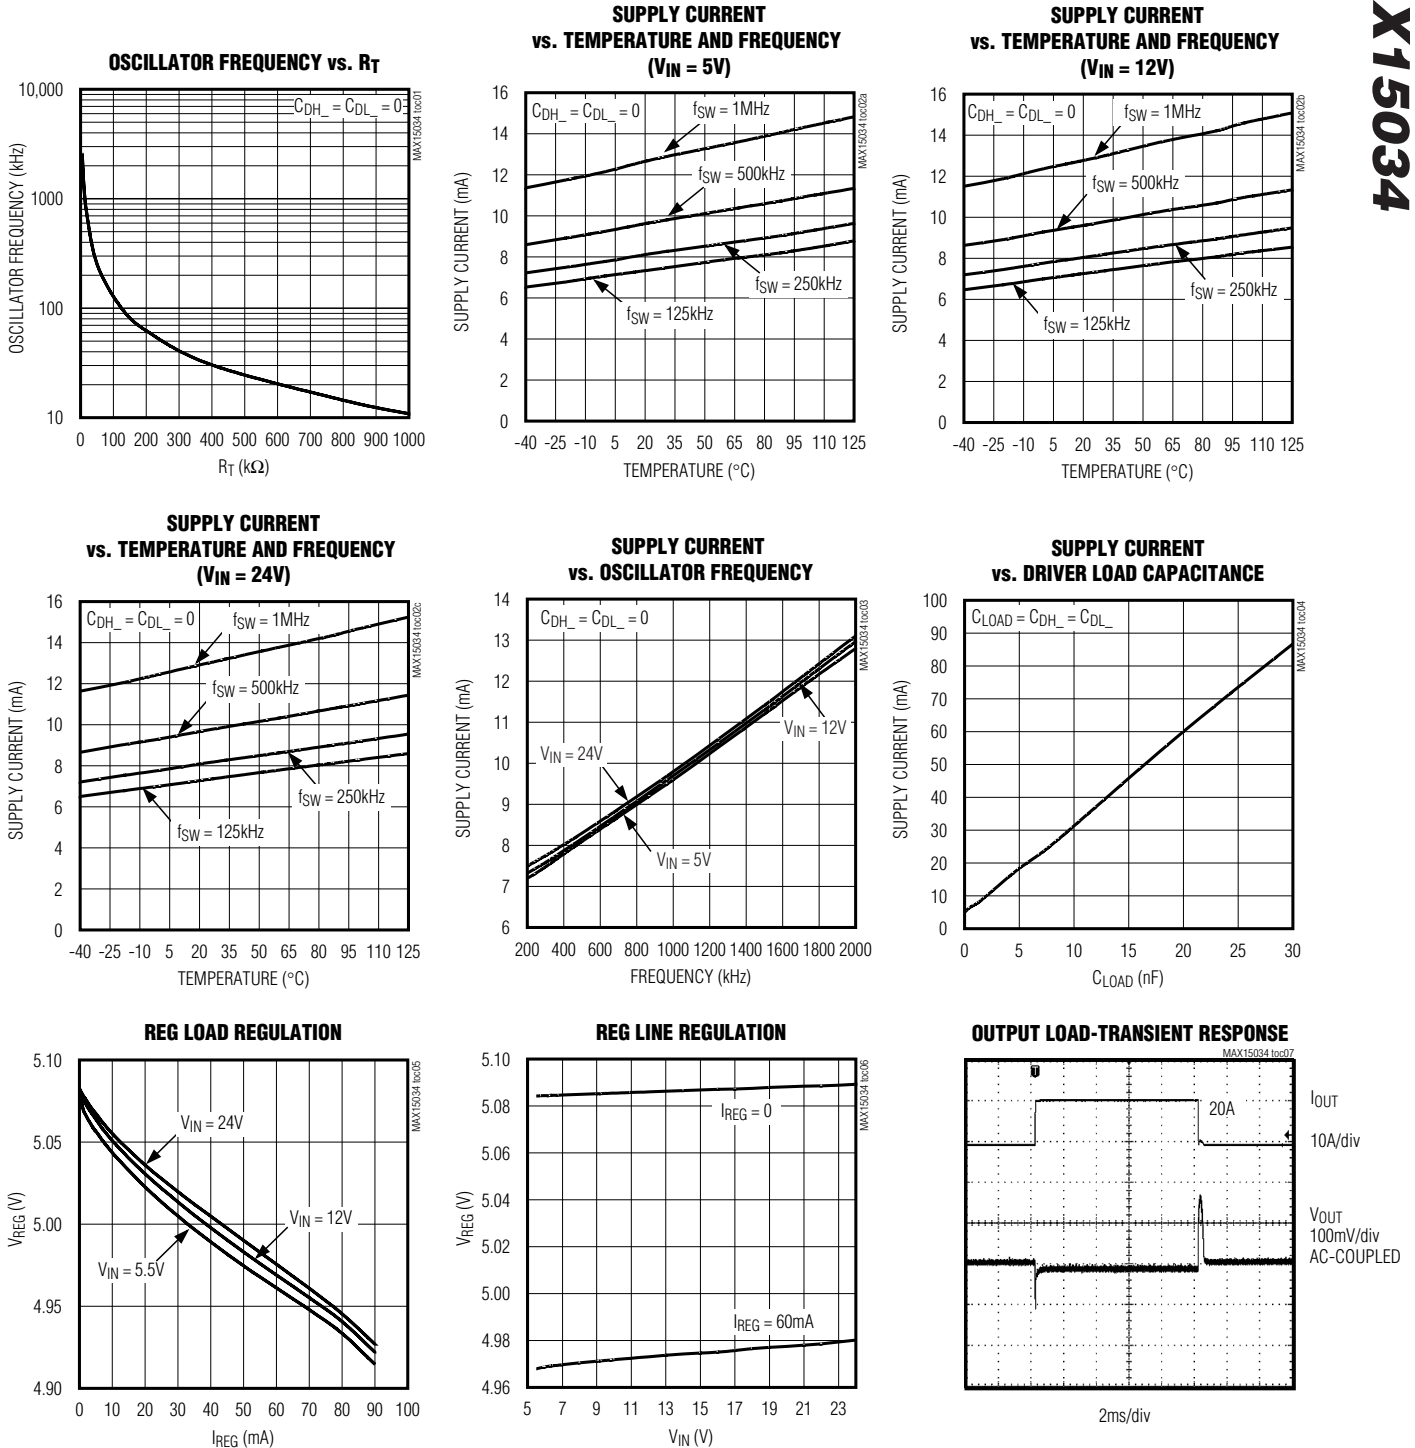 X15034
OSCILLATOR FREQUENCY vs. RT
CDH_ = CDL_ = 0
MAX15034 toc01
OSCILLATOR FREQUENCY (kHz)
10,000
1000
100
10
0 100 200 300 400 500 600 700 800 900 1000
RT (kΩ)
SUPPLY CURRENT
vs. TEMPERATURE AND FREQUENCY
(VIN = 5V)
CDH_ = CDL_ = 0
MAX15034 toc02a
fSW = 1MHz
fSW = 500kHz
fSW = 250kHz
fSW = 125kHz
SUPPLY CURRENT (mA)
16
14
12
10
8
6
4
2
0
-40 -25 -10 5 20 35 50 65 80 95 110 125
TEMPERATURE (°C)
SUPPLY CURRENT
vs. TEMPERATURE AND FREQUENCY
(VIN = 12V)
CDH_ = CDL_ = 0
MAX15034 toc02b
fSW = 1MHz
fSW = 500kHz
fSW = 250kHz
fSW = 125kHz
SUPPLY CURRENT (mA)
16
14
12
10
8
6
4
2
0
-40 -25 -10 5 20 35 50 65 80 95 110 125
TEMPERATURE (°C)
SUPPLY CURRENT
vs. TEMPERATURE AND FREQUENCY
(VIN = 24V)
CDH_ = CDL_ = 0
MAX15034 toc02c
fSW = 1MHz
fSW = 500kHz
fSW = 250kHz
fSW = 125kHz
SUPPLY CURRENT (mA)
16
14
12
10
8
6
4
2
0
-40 -25 -10 5 20 35 50 65 80 95 110 125
TEMPERATURE (°C)
SUPPLY CURRENT
vs. OSCILLATOR FREQUENCY
CDH_ = CDL_ = 0
MAX15034 toc03
VIN = 12V
VIN = 24V
VIN = 5V
SUPPLY CURRENT (mA)
14
13
12
11
10
9
8
7
6
200 400 600 800 1000 1200 1400 1600 1800 2000
FREQUENCY (kHz)
SUPPLY CURRENT
vs. DRIVER LOAD CAPACITANCE
CLOAD = CDH_ = CDL_
MAX15034 toc04
SUPPLY CURRENT (mA)
100
90
80
70
60
50
40
30
20
10
0
0 5 10 15 20 25 30
CLOAD (nF)
REG LOAD REGULATION
MAX15034 toc05
VIN = 24V
VIN = 12V
VIN = 5.5V
VREG (V)
5.10
5.05
5.00
4.95
4.90
0 10 20 30 40 50 60 70 80 90 100
IREG (mA)
REG LINE REGULATION
MAX15034 toc06
IREG = 0
IREG = 60mA
VREG (V)
5.10
5.08
5.06
5.04
5.02
5.00
4.98
4.96
5 7 9 11 13 15 17 19 21 23
VIN (V)
OUTPUT LOAD-TRANSIENT RESPONSE
MAX15034 toc07
T
20A
IOUT
10A/div
VOUT
100mV/div
AC-COUPLED
2ms/div